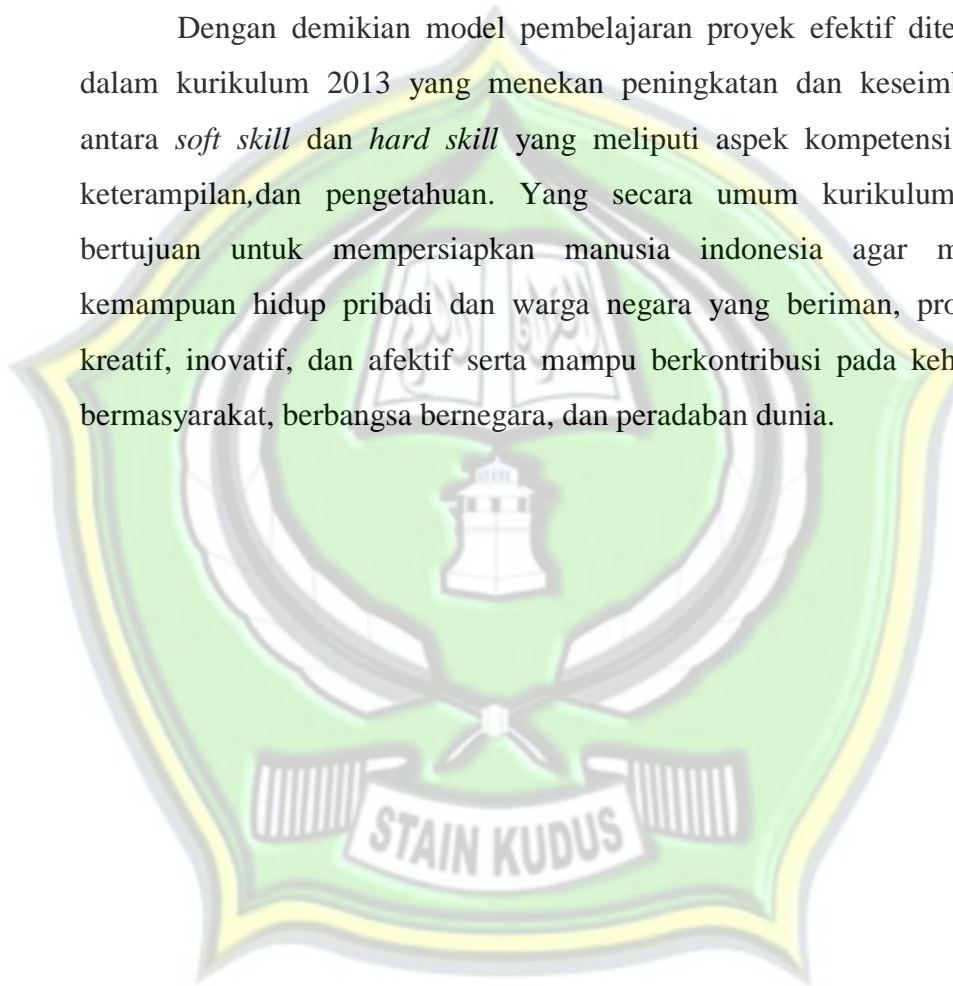 Dengan demikian model pembelajaran proyek efektif dite
dalam kurikulum 2013 yang menekan peningkatan dan keseimb
antara soft skill dan hard skill yang meliputi aspek kompetensi
keterampilan,dan pengetahuan. Yang secara umum kurikulum
bertujuan untuk mempersiapkan manusia indonesia agar m
kemampuan hidup pribadi dan warga negara yang beriman, pro
kreatif, inovatif, dan afektif serta mampu berkontribusi pada keh
bermasyarakat, berbangsa bernegara, dan peradaban dunia.
STAIN KUDUS